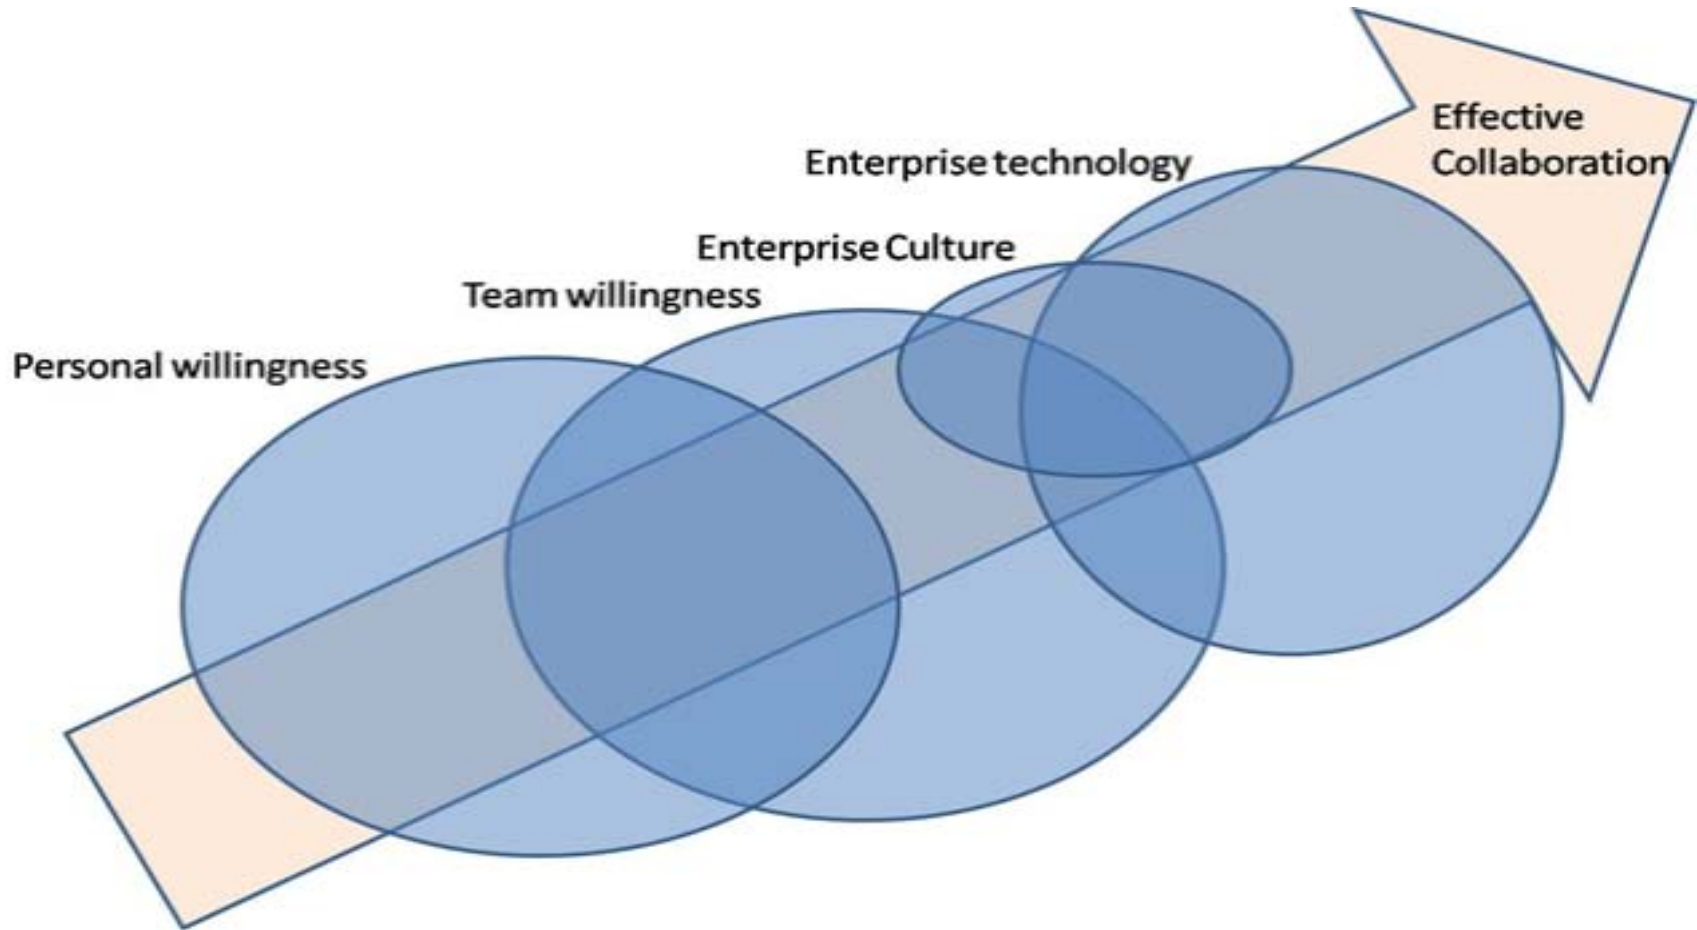 Effective
Collaboration
Enterprise technology
Enterprise Culture
Team willingness
Personal willingness